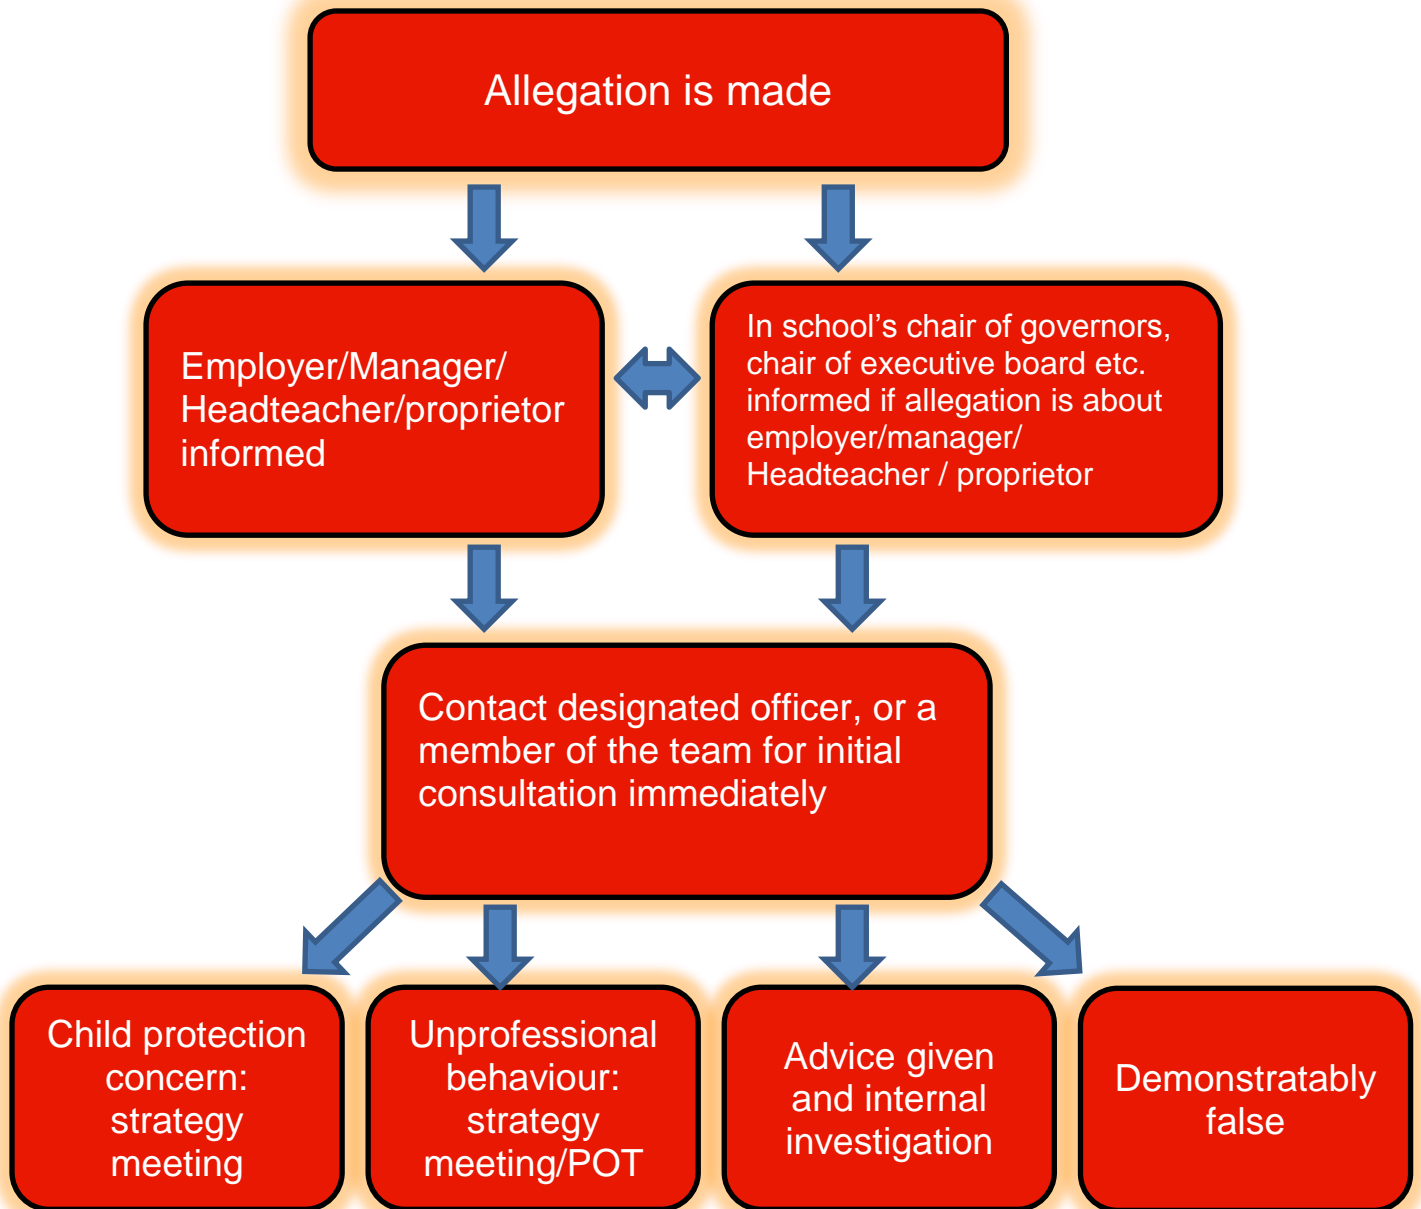 Allegation is made
Employer/Manager/
Headteacher/proprietor
informed
In school’s chair of governors,
chair of executive board etc.
informed if allegation is about
employer/manager/
Headteacher / proprietor
Contact designated officer, or a
member of the team for initial
consultation immediately
Child protection
concern:
strategy
meeting
Unprofessional
behaviour:
strategy
meeting/POT
Advice given
and internal
investigation
Demonstratably
false